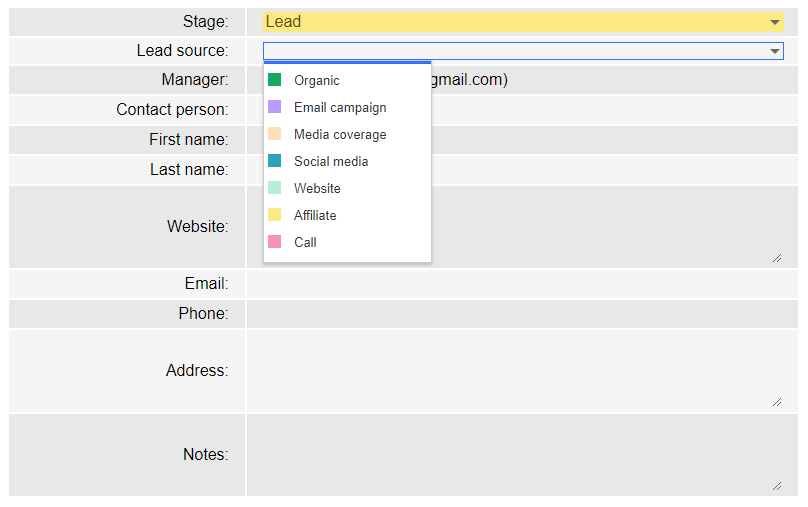 Stage: Lead
Lead source:
Manager: gmail.com)
Contact person:
First name:
Last name:
Website:
Email:
Phone:
Address:
Notes:
Organic
Email campaign
Media coverage
Social media
Website
Affiliate
Call